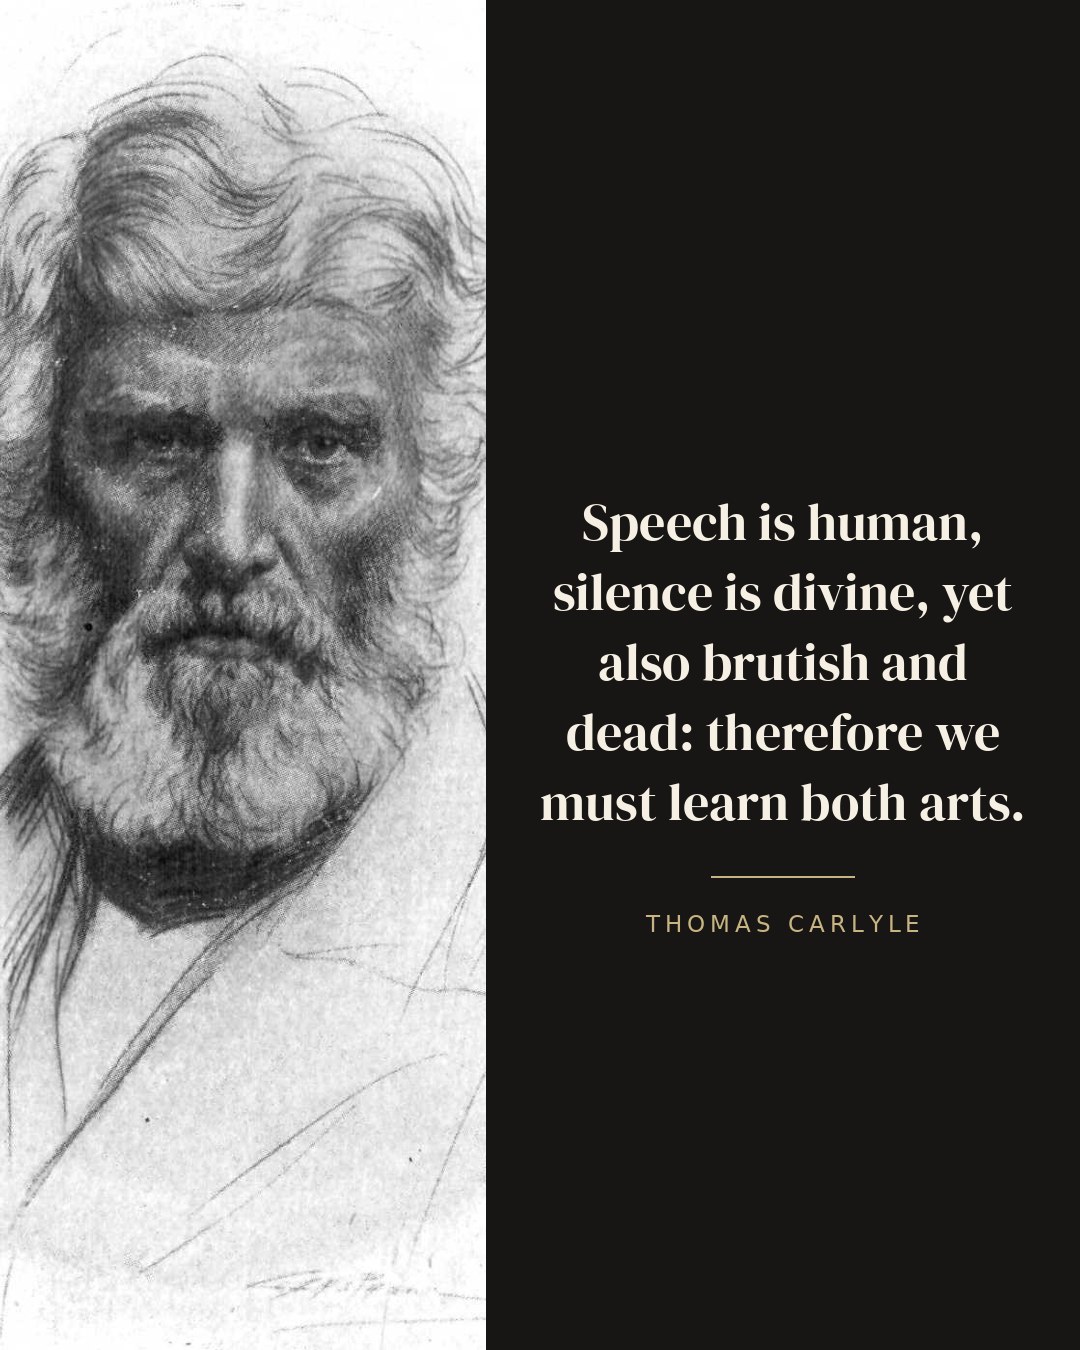 Speech is human,
silence is divine, yet
also brutish and
dead: therefore we
must learn both arts.
THOMAS CARLYLE